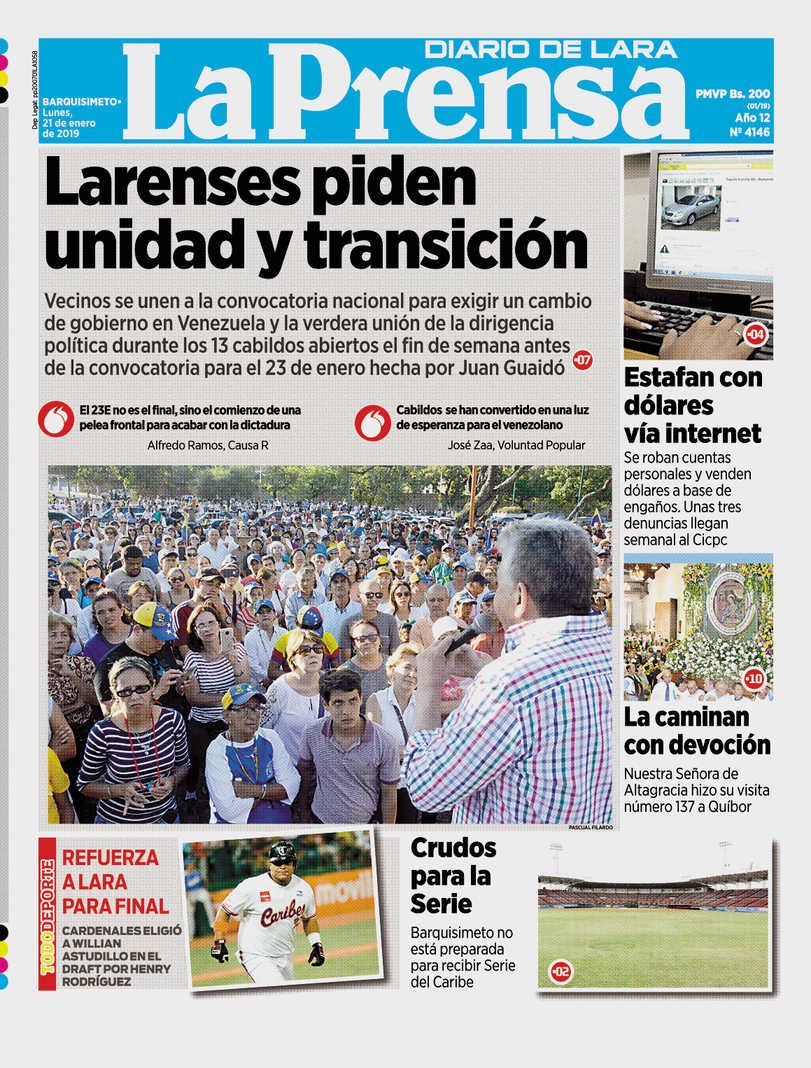 Dep Legal: pp200701LA1058
DIARIO DE LARA
La Prensa
BARQUISIMETO•
Lunes,
21 de enero
de 2019
PMVP Bs. 200
(01/19)
Año 12
Nº 4146
Larenses piden
unidad y transición
Vecinos se unen a la convocatoria nacional para exigir un cambio
de gobierno en Venezuela y la verdera unión de la dirigencia
política durante los 13 cabildos abiertos el fin de semana antes
de la convocatoria para el 23 de enero hecha por Juan Guaidó •07
El 23E no es el final, sino el comienzo de una
pelea frontal para acabar con la dictadura
Alfredo Ramos, Causa R
Cabildos se han convertido en una luz
de esperanza para el venezolano
José Zaa, Voluntad Popular
PASCUAL FILARDO
•04
Estafan con
dólares
vía internet
Se roban cuentas
personales y venden
dólares a base de
engaños. Unas tres
denuncias llegan
semanal al Cicpc
•10
La caminan
con devoción
Nuestra Señora de
Altagracia hizo su visita
número 137 a Quíbor
TODO DEPORTE
REFUERZA
A LARA
PARA FINAL
CARDENALES ELIGIÓ
A WILLIAN
ASTUDILLO EN EL
DRAFT POR HENRY
RODRÍGUEZ
movil
Caribes
Crudos
para la
Serie
Barquisimeto no
está preparada
para recibir Serie
del Caribe
•02